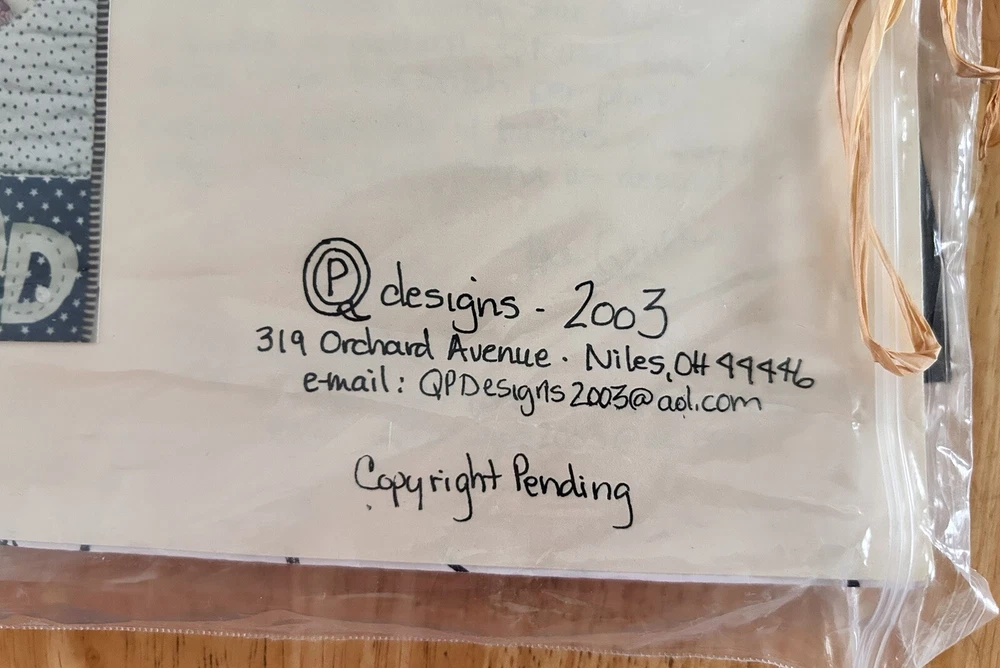 QP designs - 2003
319 Orchard Avenue · Niles, OH 44446
e-mail: QPDesigns2003@aol.com
Copyright Pending
D